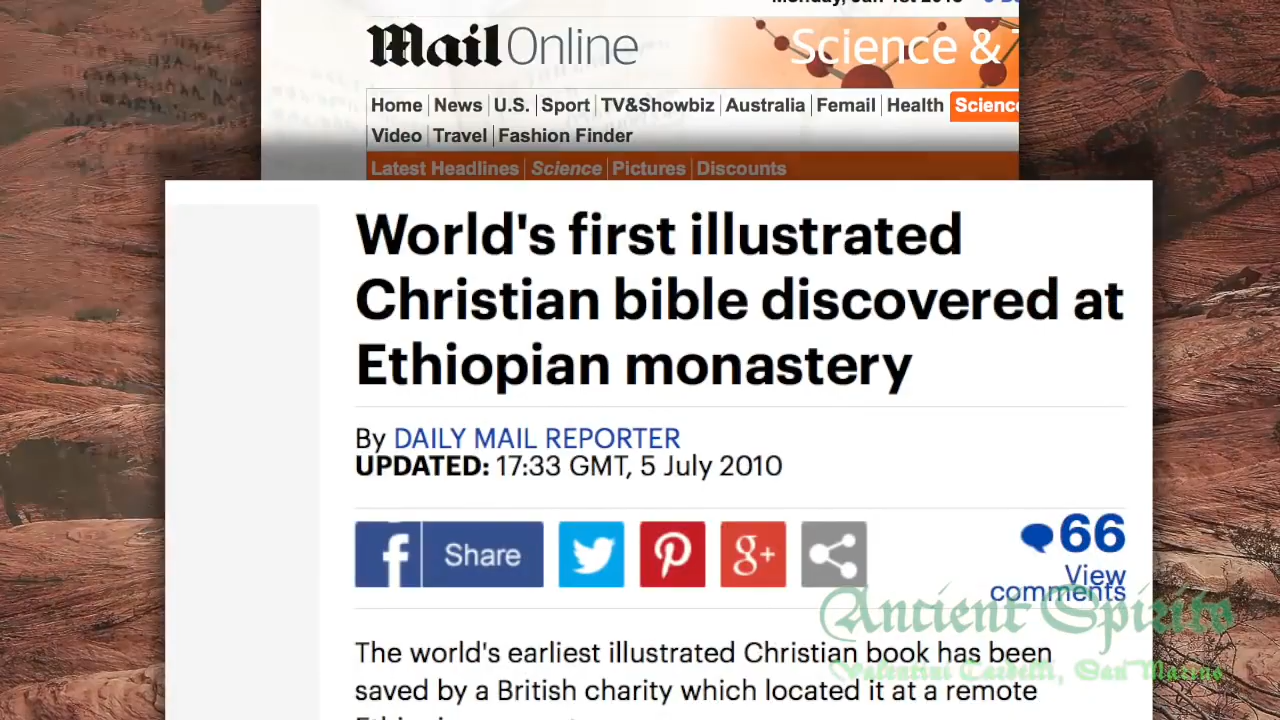 Mail Online
Science &
Home News U.S. Sport TV&Showbiz Australia Femail Health
Video Travel Fashion Finder
Latest Headlines Science Pictures Discounts
World's first illustrated
Christian bible discovered at
Ethiopian monastery
By DAILY MAIL REPORTER
UPDATED: 17:33 GMT, 5 July 2010
f Share g+
66
View
comments
Ancient Spirits
The world's earliest illustrated Christian book has been
saved by a British charity which located it at a remote